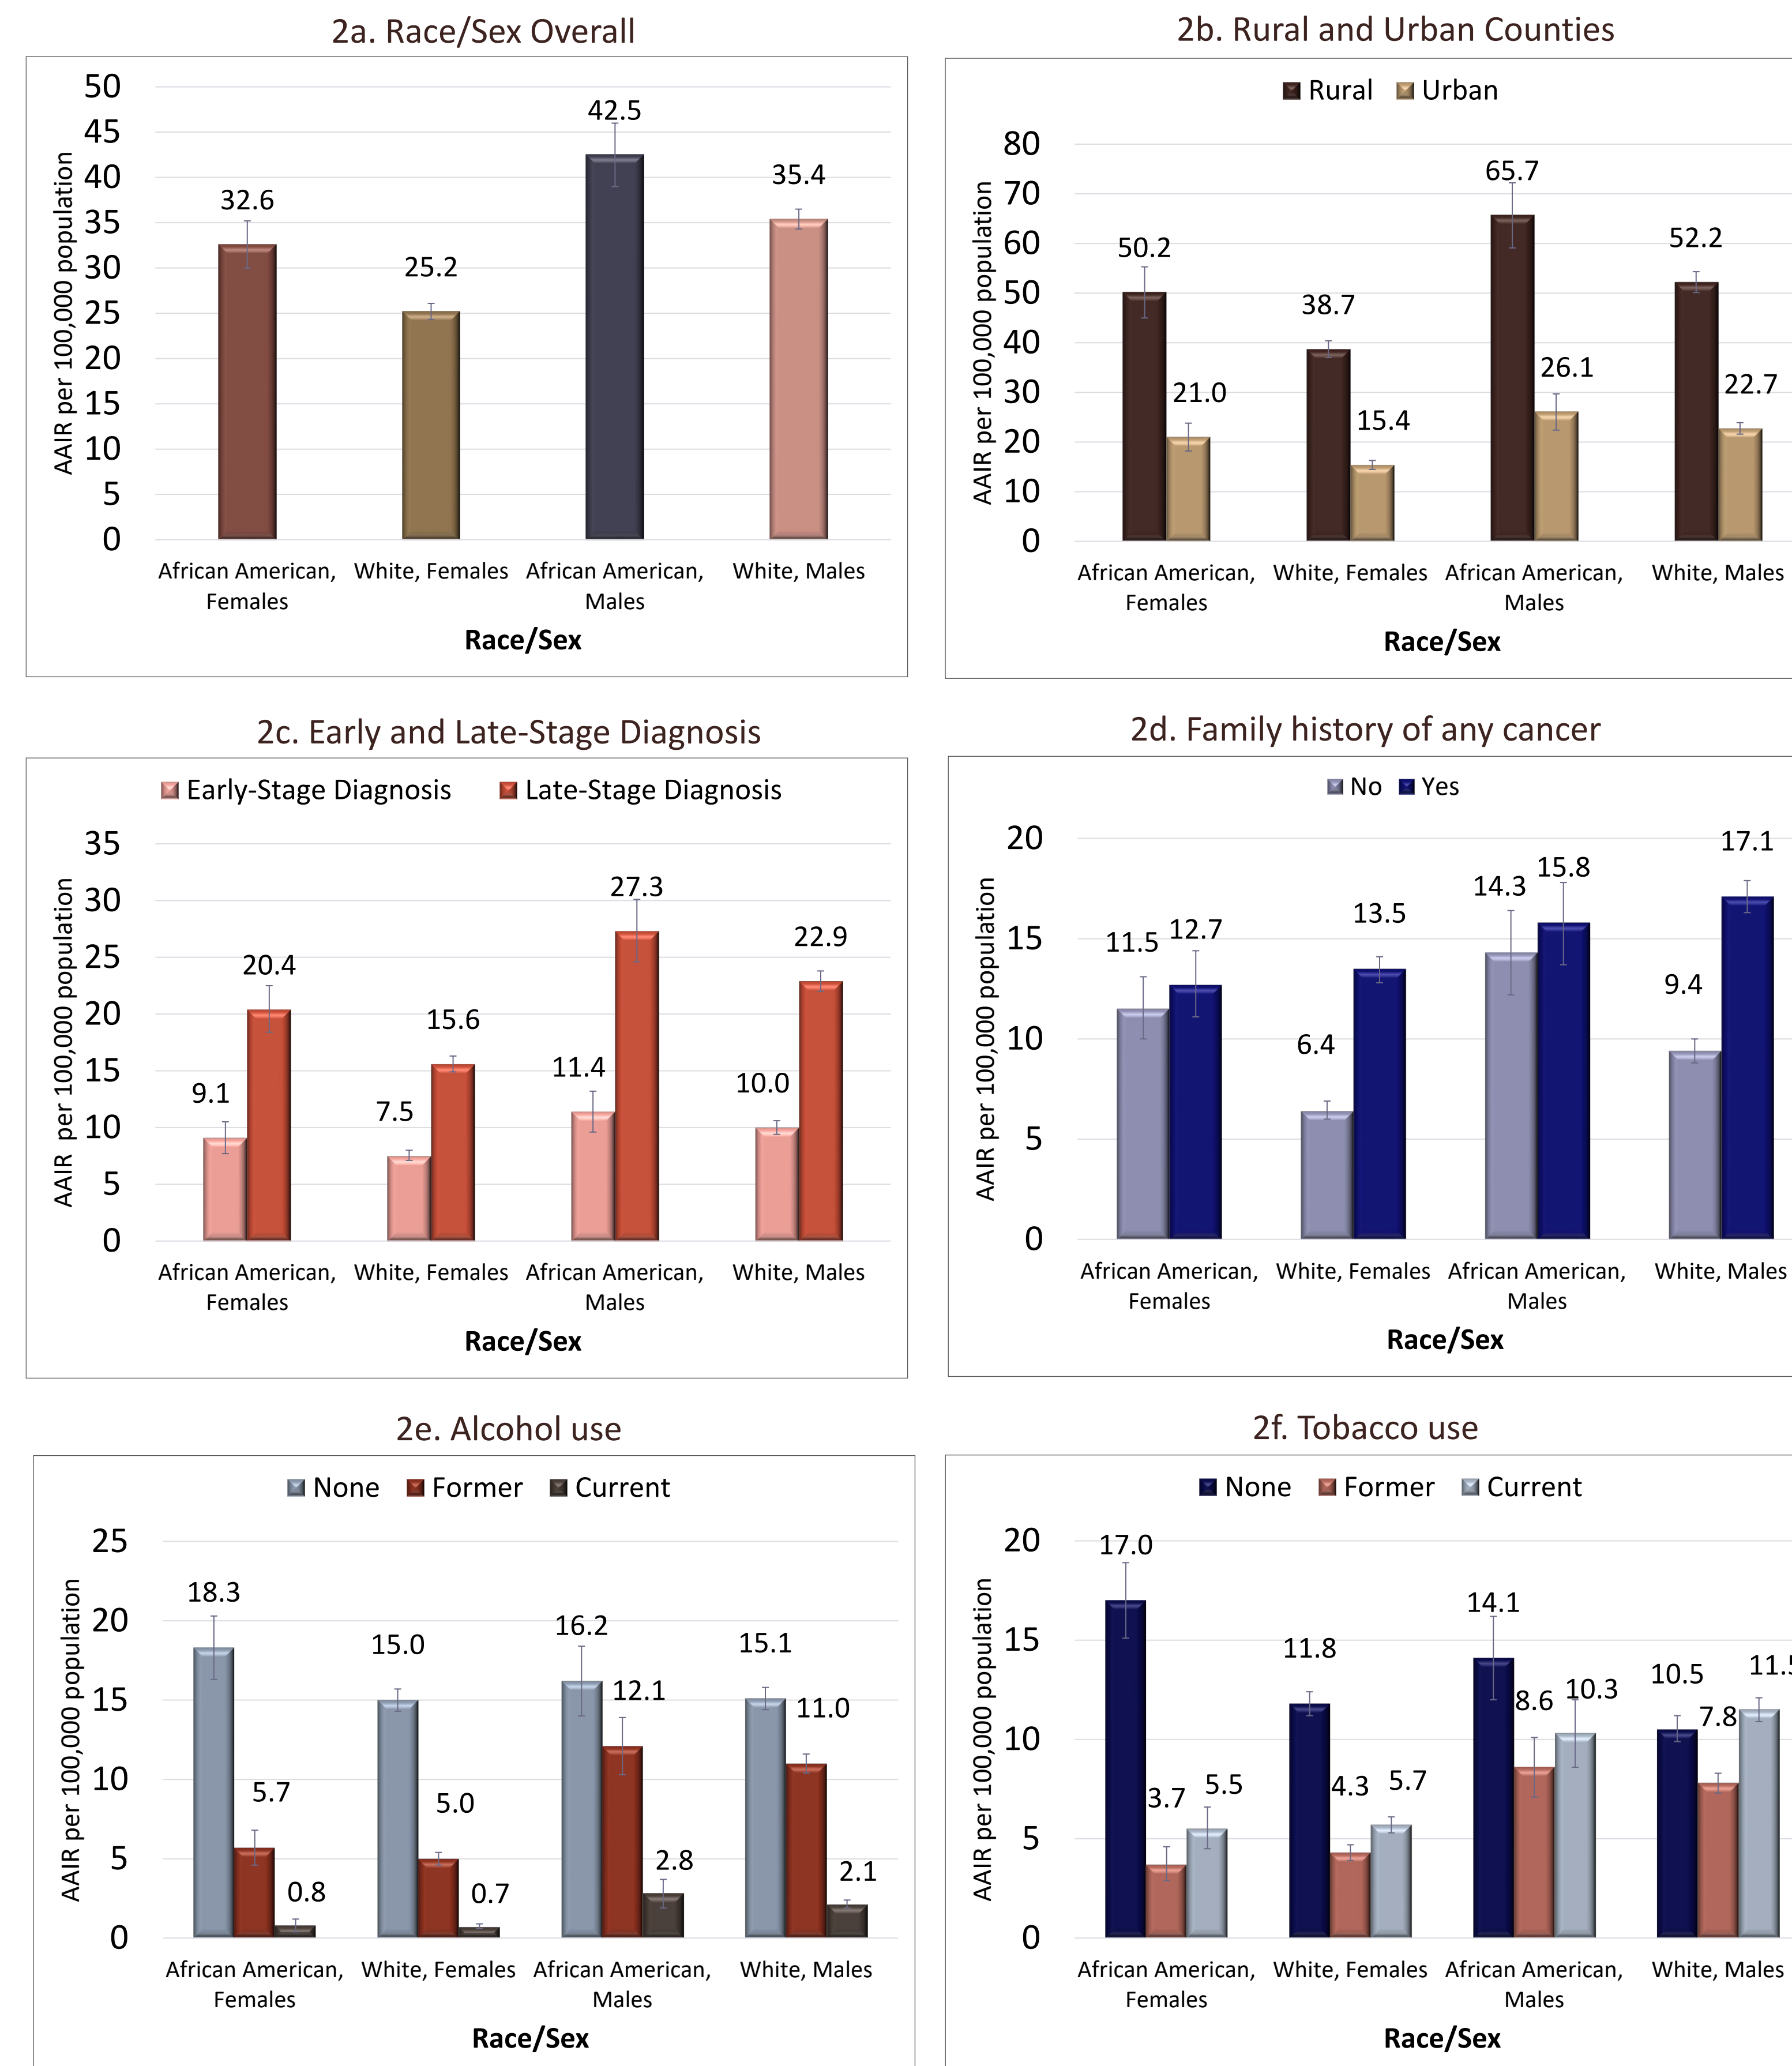 2a. Race/Sex Overall
50
45
40
35
30
25
20
15
10
5
0
AAIR per 100,000 population
32.6
25.2
42.5
35.4
African American, Females
White, Females
African American, Males
White, Males
Race/Sex
2b. Rural and Urban Counties
Rural
Urban
80
70
60
50
40
30
20
10
0
AAIR per 100,000 population
50.2
21.0
38.7
15.4
65.7
26.1
52.2
22.7
African American, Females
White, Females
African American, Males
White, Males
Race/Sex
2c. Early and Late-Stage Diagnosis
Early-Stage Diagnosis
Late-Stage Diagnosis
35
30
25
20
15
10
5
0
AAIR per 100,000 population
9.1
20.4
7.5
15.6
11.4
27.3
10.0
22.9
African American, Females
White, Females
African American, Males
White, Males
Race/Sex
2d. Family history of any cancer
No
Yes
20
15
10
5
0
AAIR per 100,000 population
11.5
12.7
6.4
13.5
14.3
15.8
9.4
17.1
African American, Females
White, Females
African American, Males
White, Males
Race/Sex
2e. Alcohol use
None
Former
Current
25
20
15
10
5
0
AAIR per 100,000 population
18.3
5.7
0.8
15.0
5.0
0.7
16.2
12.1
2.8
15.1
11.0
2.1
African American, Females
White, Females
African American, Males
White, Males
Race/Sex
2f. Tobacco use
None
Former
Current
20
15
10
5
0
AAIR per 100,000 population
17.0
3.7
5.5
11.8
4.3
5.7
14.1
8.6
10.3
10.5
7.8
11.5
African American, Females
White, Females
African American, Males
White, Males
Race/Sex